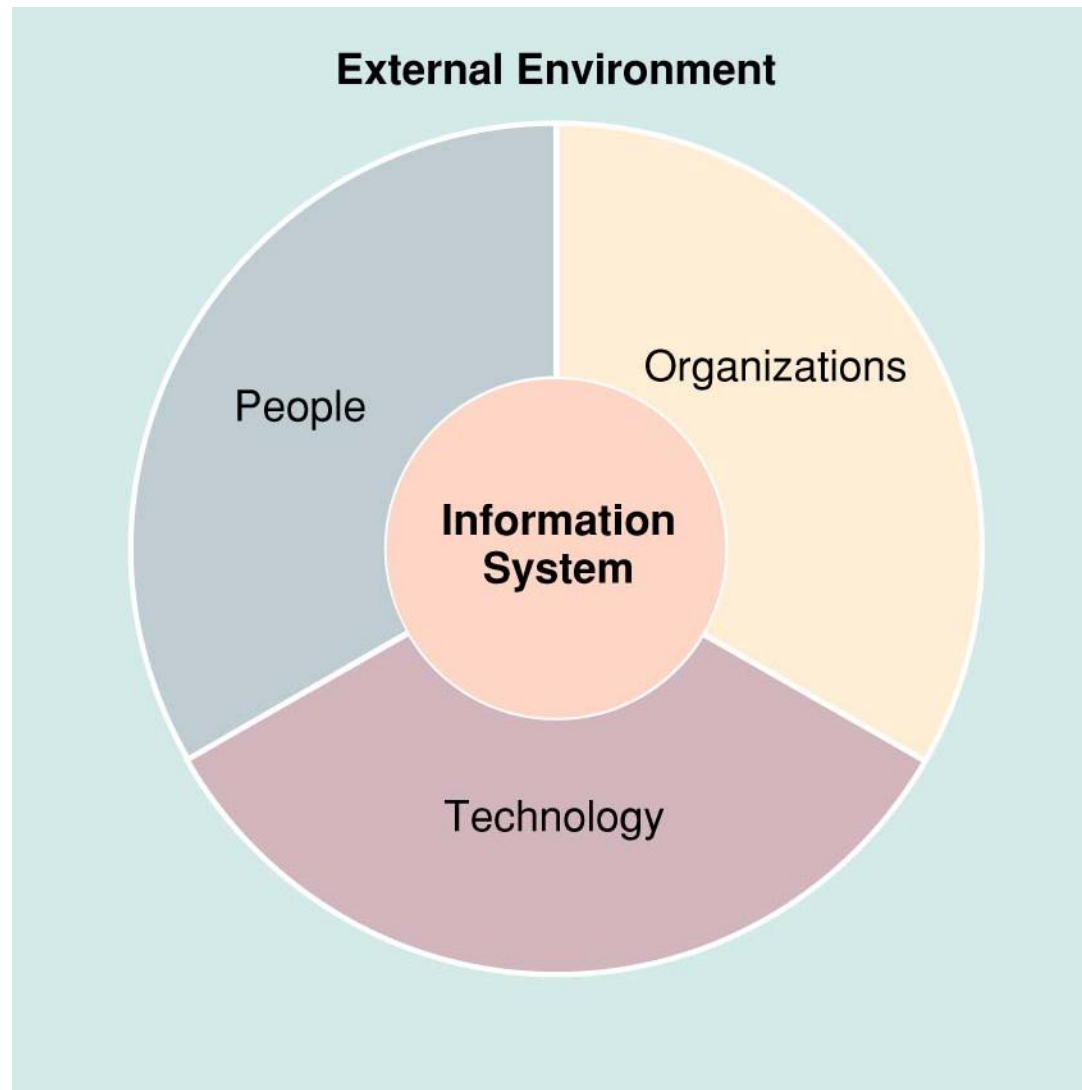 External Environment
People
Organizations
Information
System
Technology